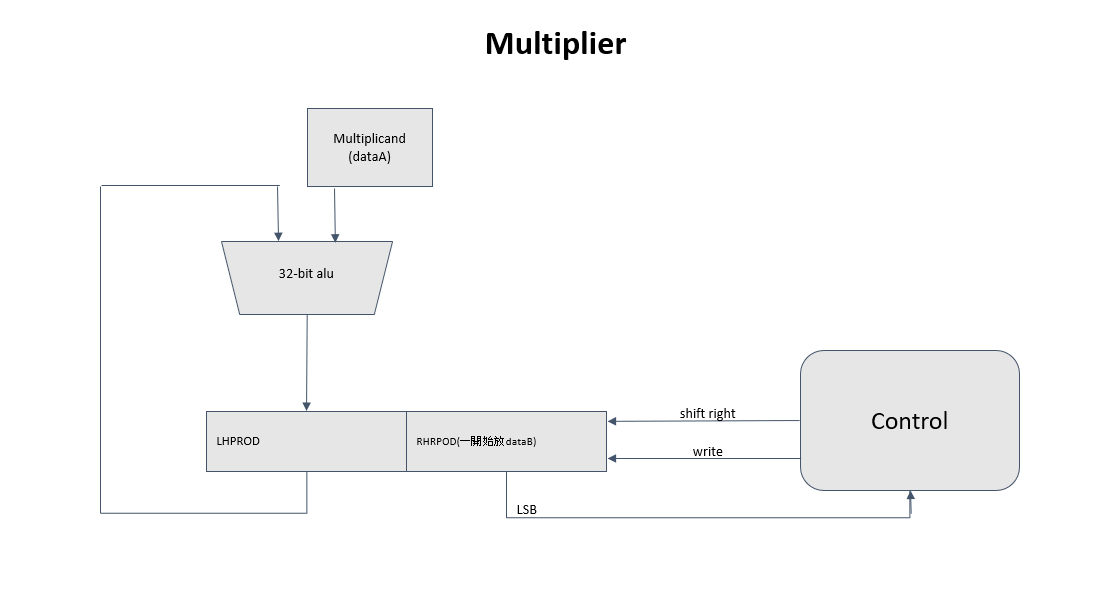 Multiplier
Multiplicand
(dataA)
32-bit alu
LHPROD
RHRPOD(一開始放dataB)
shift right
write
Control
LSB